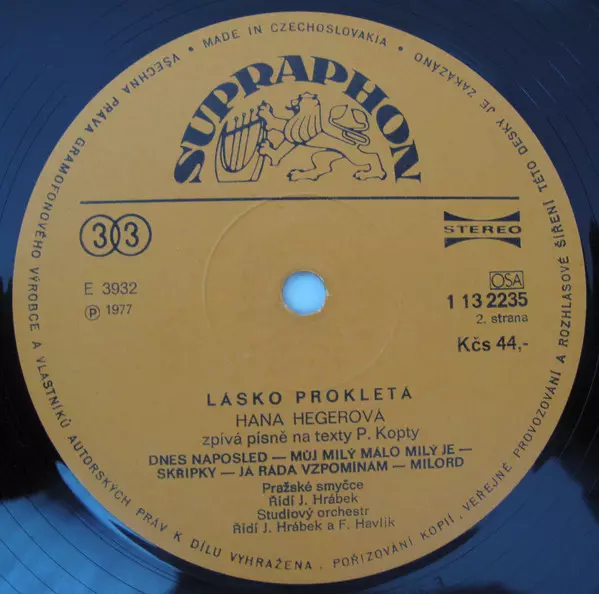 VŠECHNA PRÁVA GRAMOFONOVÉHO VÝROBCE A VLASTNÍKŮ AUTORSKÝCH PRÁV K DÍLU VYHRAŽENA. POŘIZOVÁNÍ KOPIÍ, VEŘEJNÉ PROVOZOVÁNÍ A ROZHLASOVÉ ŠÍŘENÍ TÉTO DESKY JE ZAKÁZÁNO • MADE IN CZECHOSLOVAKIA •
SUPRAPHON
33
STEREO
E 3932
OSA
℗ 1977
1 13 2235
2. strana
Kčs 44,-
LÁSKO PROKLETÁ
HANA HEGEROVÁ
zpívá písně na texty P. Kopty
DNES NAPOSLED — MŮJ MILÝ MÁLO MILÝ JE —
SKŘIPKY — JÁ RÁDA VZPOMÍNÁM — MILORD
Pražské smyčce
Řídí J. Hrábek
Studiový orchestr
Řídí J. Hrábek a F. Havlík